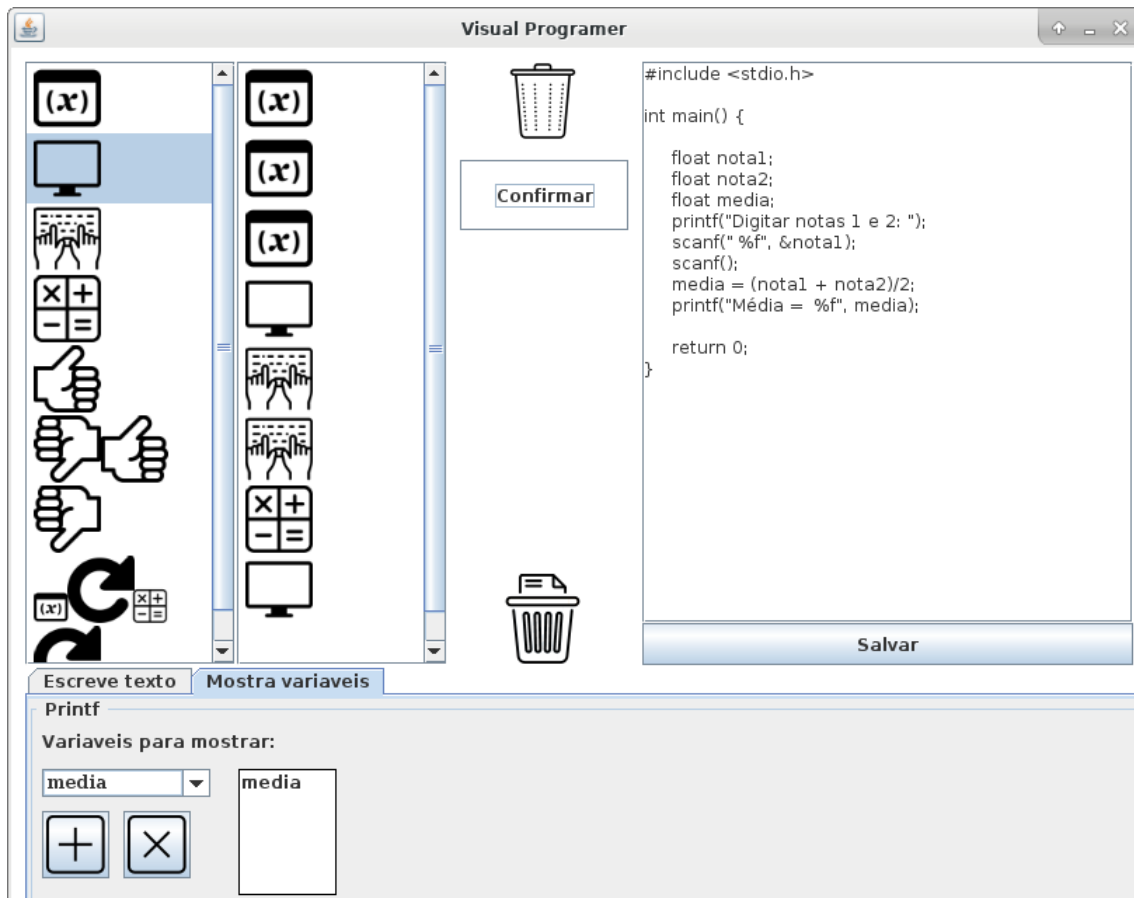 Visual Programer
(x)
(x)
(x)
(x)
Confirmar
#include <stdio.h>
int main() {
float nota1;
float nota2;
float media;
printf("Digitar notas 1 e 2: ");
scanf(" %f", &nota1);
scanf();
media = (nota1 + nota2)/2;
printf("Média =  %f", media);
return 0;
}
(x)
Salvar
Escreve texto
Mostra variaveis
Printf
Variaveis para mostrar:
media
media